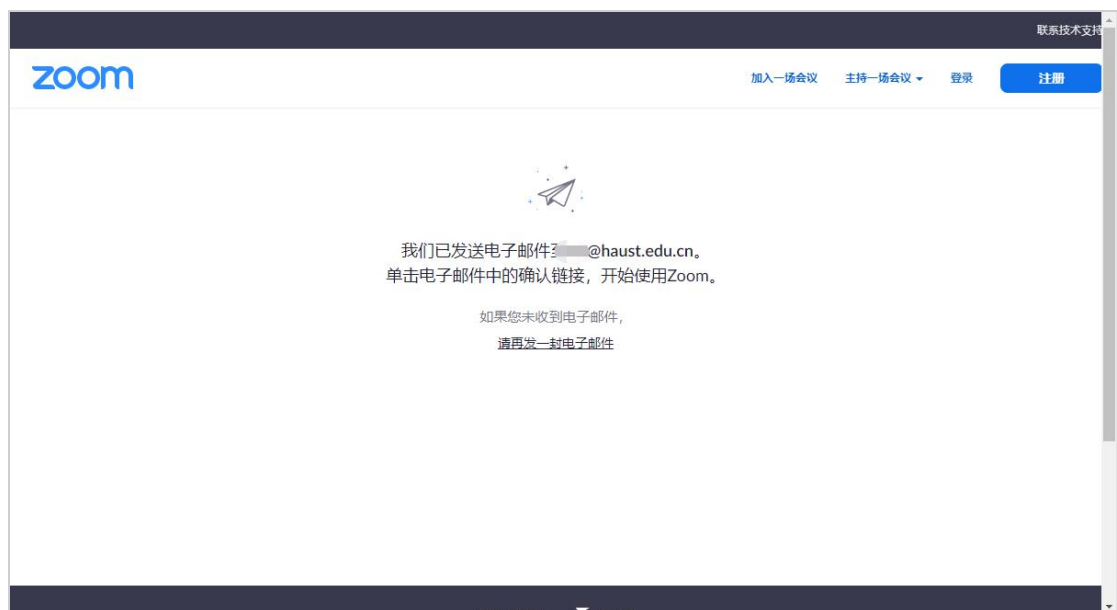 联系技术支持
zoom
加入一场会议 主持一场会议 登录 注册
我们已发送电子邮件至 @haust.edu.cn。
单击电子邮件中的确认链接，开始使用Zoom。
如果您未收到电子邮件，
请再发一封电子邮件